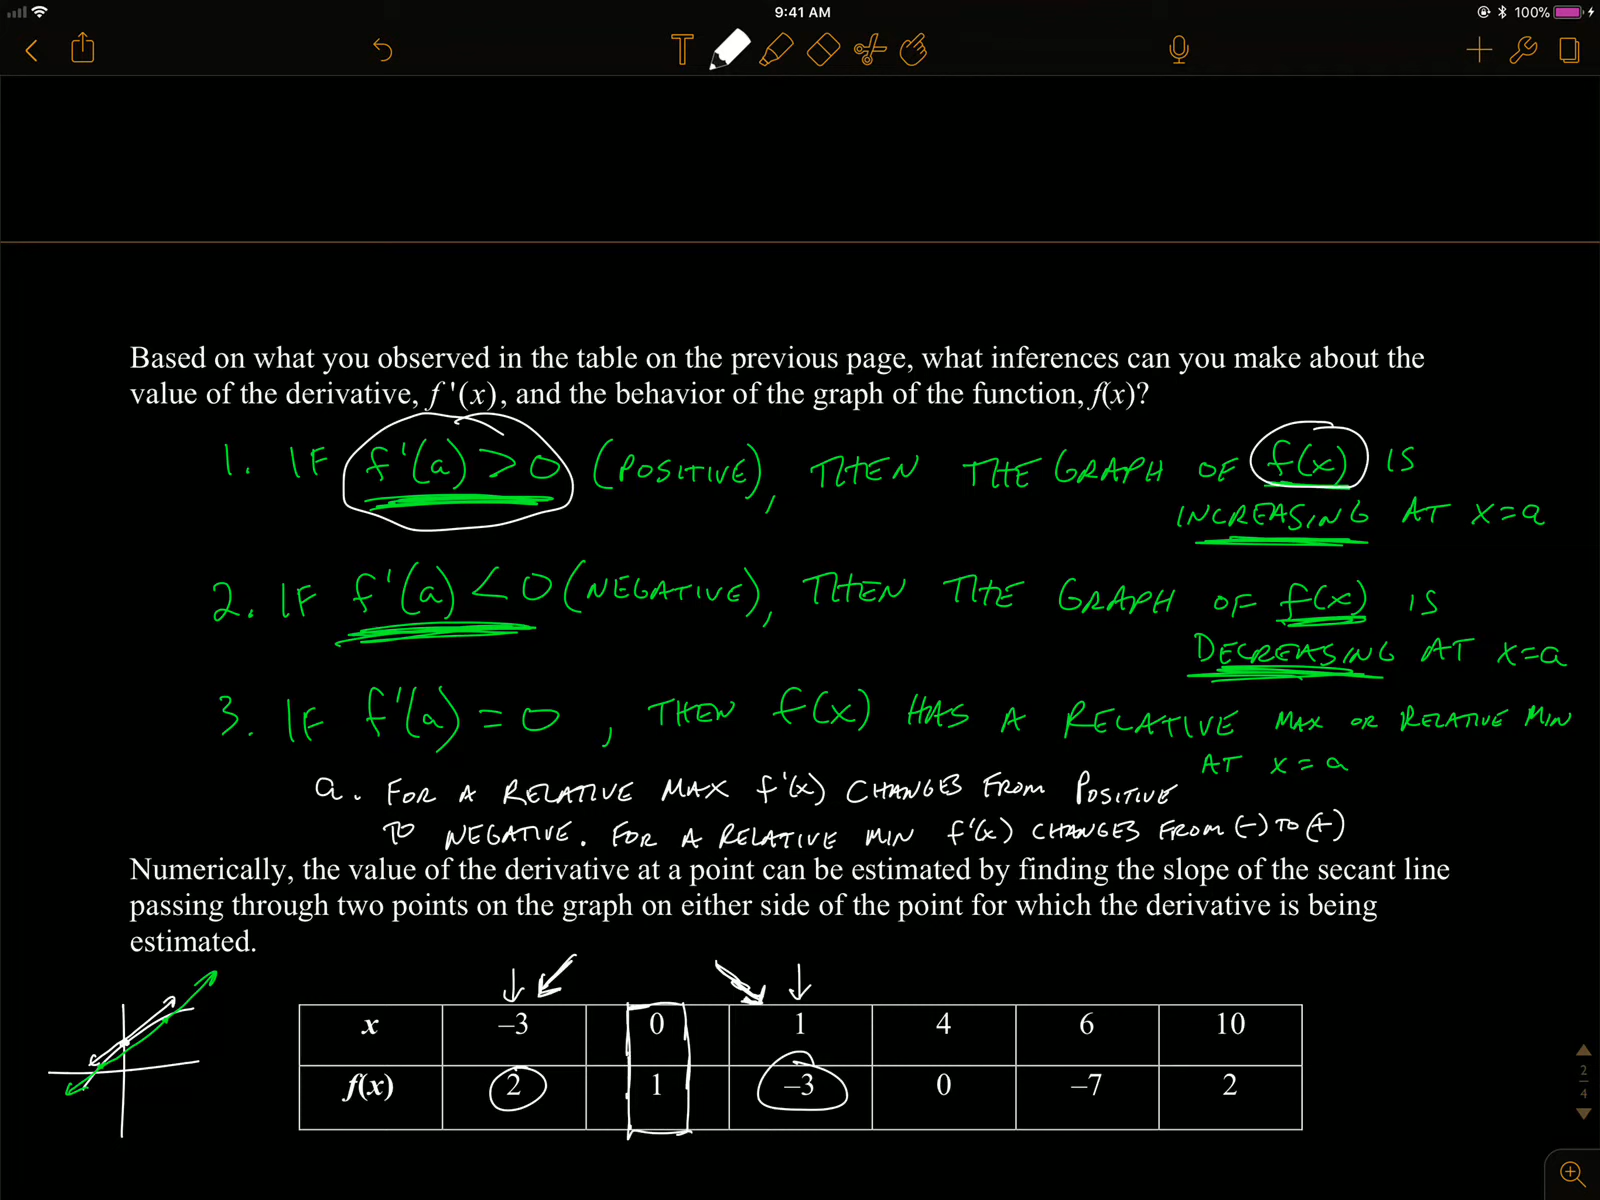 9:41 AM
100%
T
Based on what you observed in the table on the previous page, what inferences can you make about the
value of the derivative, f '(x), and the behavior of the graph of the function, f(x)?
1. IF f'(a) > 0 (POSITIVE), THEN THE GRAPH OF f(x) IS
INCREASING AT x=a
2. IF f'(a) < 0 (NEGATIVE), THEN THE GRAPH OF f(x) IS
DECREASING AT x=a
3. IF f'(a) = 0, THEN f(x) HAS A RELATIVE MAX OR RELATIVE MIN
AT x = a
a. FOR A RELATIVE MAX f'(x) CHANGES FROM POSITIVE
TO NEGATIVE. FOR A RELATIVE MIN f'(x) CHANGES FROM (-) TO (+)
Numerically, the value of the derivative at a point can be estimated by finding the slope of the secant line
passing through two points on the graph on either side of the point for which the derivative is being
estimated.
x –3 0 1 4 6 10
f(x) 2 1 –3 0 –7 2
2
4